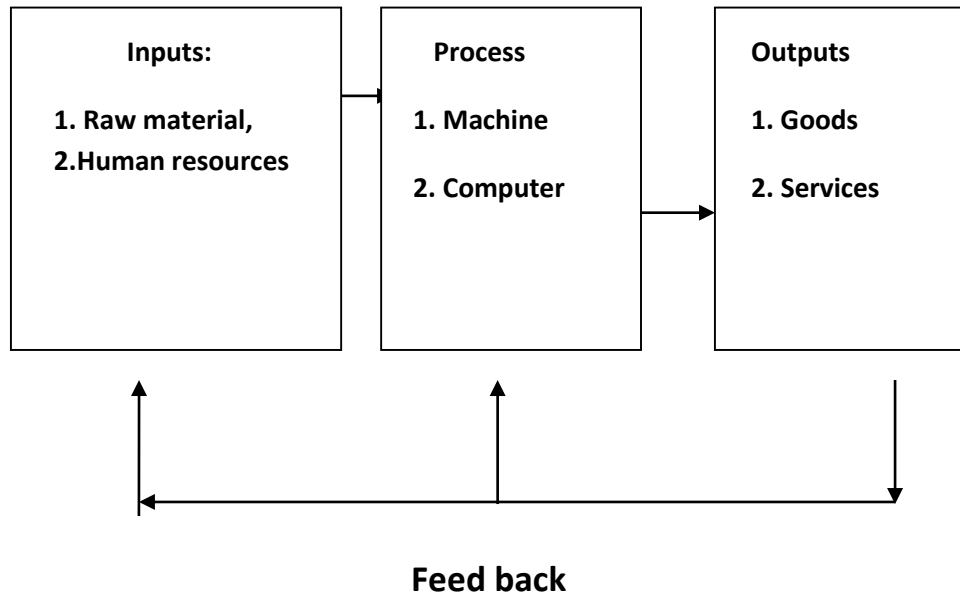 Inputs:
1. Raw material,
2.Human resources
Process
1. Machine
2. Computer
Outputs
1. Goods
2. Services
Feed back